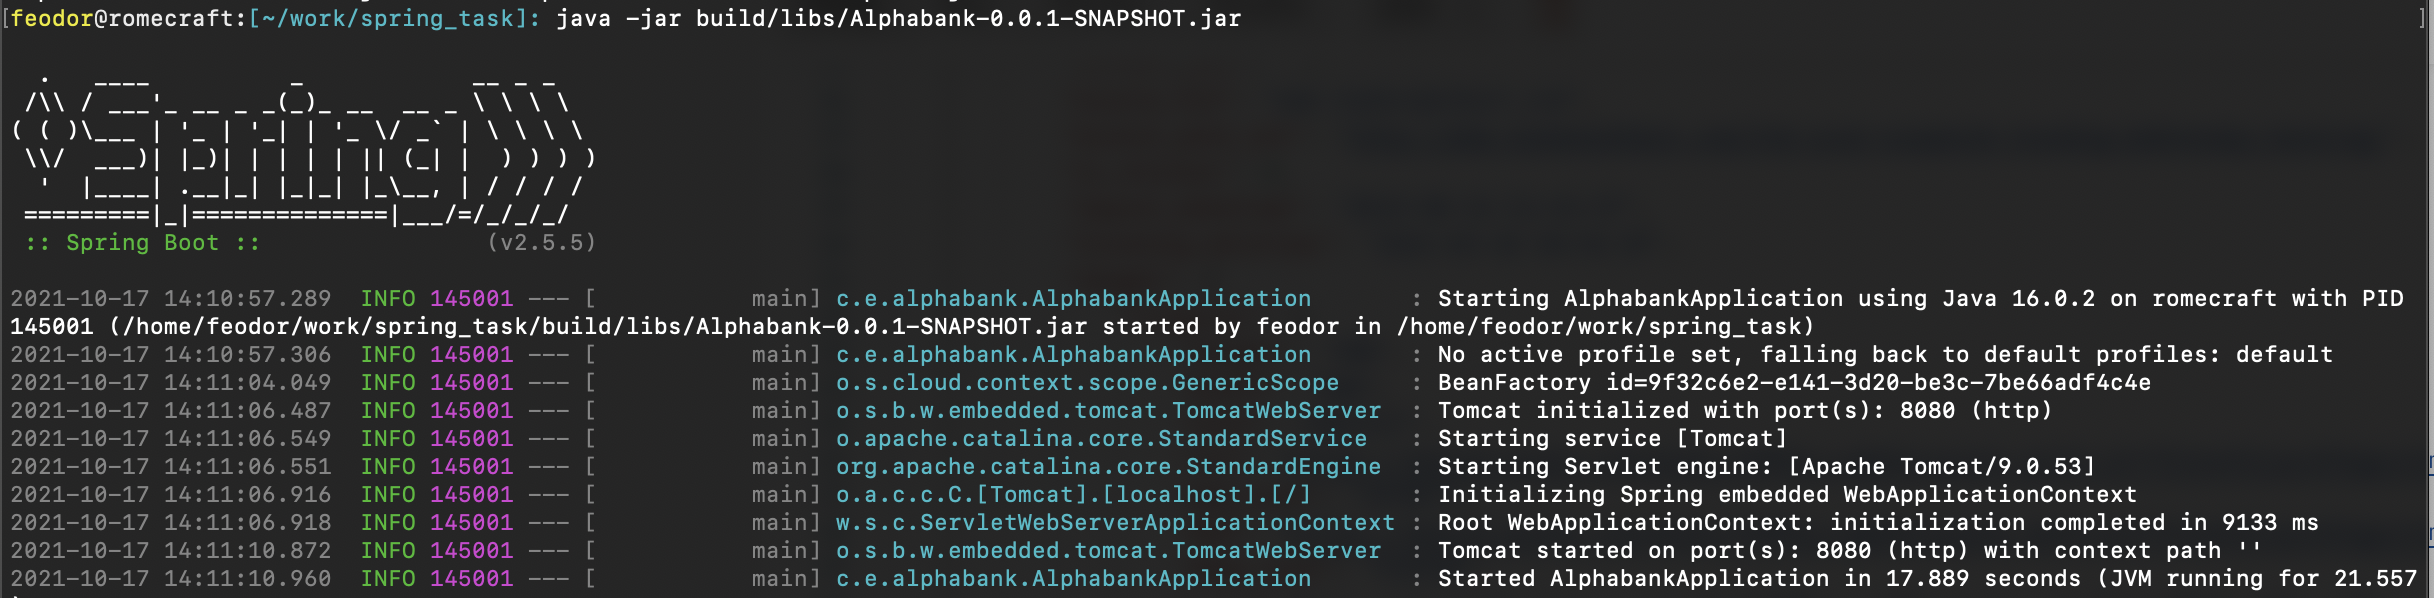 [feodor@romecraft:[~/work/spring_task]: java -jar build/libs/Alphabank-0.0.1-SNAPSHOT.jar ]
  .   ____          _            __ _ _
 /\\ / ___'_ __ _ _(_)_ __  __ _ \ \ \ \
( ( )\___ | '_ | '_| | '_ \/ _` | \ \ \ \
 \\/  ___)| |_)| | | | | || (_| |  ) ) ) )
  '  |____| .__|_| |_|_| |_\__, | / / / /
 =========|_|==============|___/=/_/_/_/
 :: Spring Boot ::                (v2.5.5)
2021-10-17 14:10:57.289  INFO 145001 --- [           main] c.e.alphabank.AlphabankApplication       : Starting AlphabankApplication using Java 16.0.2 on romecraft with PID
145001 (/home/feodor/work/spring_task/build/libs/Alphabank-0.0.1-SNAPSHOT.jar started by feodor in /home/feodor/work/spring_task)
2021-10-17 14:10:57.306  INFO 145001 --- [           main] c.e.alphabank.AlphabankApplication       : No active profile set, falling back to default profiles: default
2021-10-17 14:11:04.049  INFO 145001 --- [           main] o.s.cloud.context.scope.GenericScope     : BeanFactory id=9f32c6e2-e141-3d20-be3c-7be66adf4c4e
2021-10-17 14:11:06.487  INFO 145001 --- [           main] o.s.b.w.embedded.tomcat.TomcatWebServer  : Tomcat initialized with port(s): 8080 (http)
2021-10-17 14:11:06.549  INFO 145001 --- [           main] o.apache.catalina.core.StandardService   : Starting service [Tomcat]
2021-10-17 14:11:06.551  INFO 145001 --- [           main] org.apache.catalina.core.StandardEngine  : Starting Servlet engine: [Apache Tomcat/9.0.53]
2021-10-17 14:11:06.916  INFO 145001 --- [           main] o.a.c.c.C.[Tomcat].[localhost].[/]       : Initializing Spring embedded WebApplicationContext
2021-10-17 14:11:06.918  INFO 145001 --- [           main] w.s.c.ServletWebServerApplicationContext : Root WebApplicationContext: initialization completed in 9133 ms
2021-10-17 14:11:10.872  INFO 145001 --- [           main] o.s.b.w.embedded.tomcat.TomcatWebServer  : Tomcat started on port(s): 8080 (http) with context path ''
2021-10-17 14:11:10.960  INFO 145001 --- [           main] c.e.alphabank.AlphabankApplication       : Started AlphabankApplication in 17.889 seconds (JVM running for 21.557